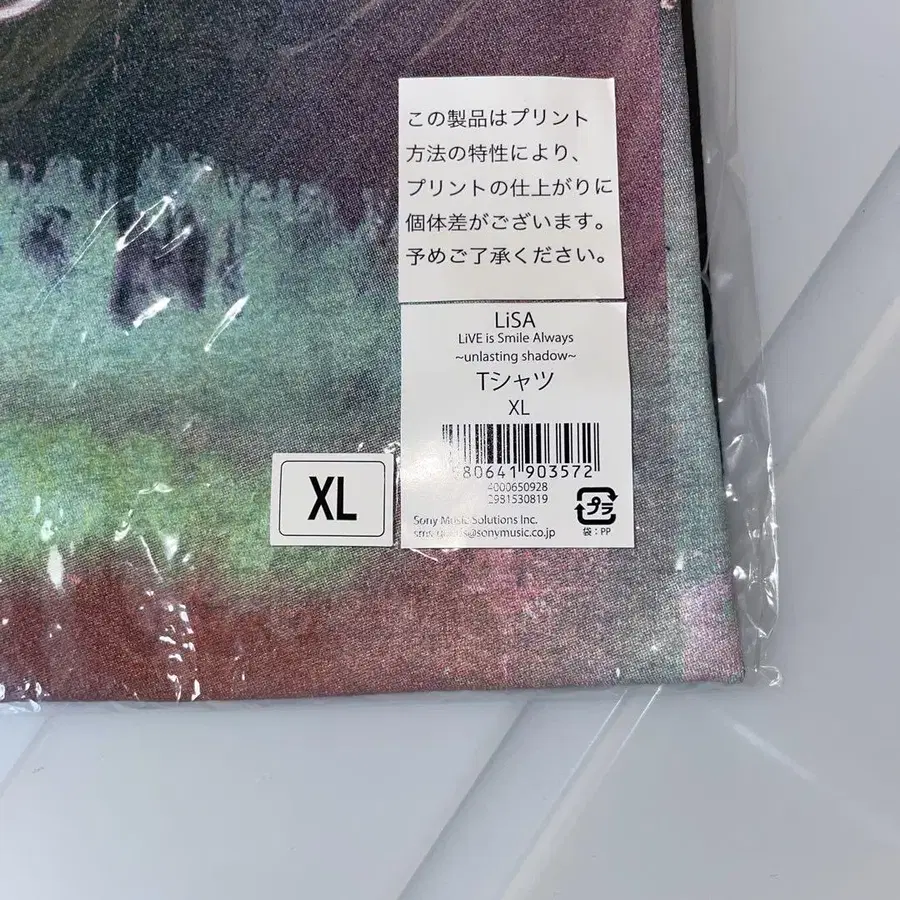 この製品はプリント
方法の特性により、
プリントの仕上がりに
個体差がございます。
予めご了承ください。
LiSA
LiVE is Smile Always
~unlasting shadow~
Tシャツ
XL
80641 903572
4000650928
2981530819
Sony Music Solutions Inc.
@sonymusic.co.jp
プラ
袋：PP
XL